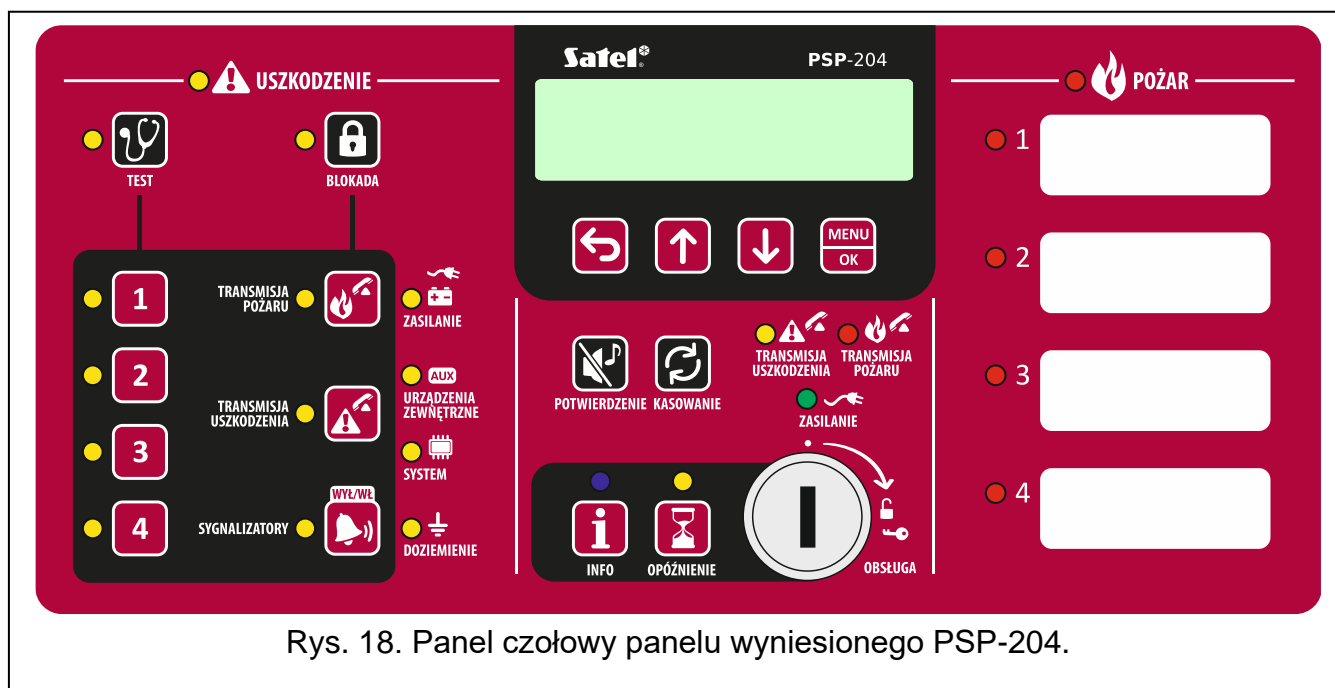 USZKODZENIE
TEST
BLOKADA
1
2
3
4
TRANSMISJA
POŻARU
TRANSMISJA
USZKODZENIA
WYŁ/WŁ
SYGNALIZATORY
ZASILANIE
AUX
URZĄDZENIA
ZEWNĘTRZNE
SYSTEM
DOZIEMIENIE
Satel®
PSP-204
MENU
OK
POTWIERDZENIE
KASOWANIE
TRANSMISJA
USZKODZENIA
TRANSMISJA
POŻARU
ZASILANIE
INFO
OPÓŹNIENIE
OBSŁUGA
POŻAR
1
2
3
4
Rys. 18. Panel czołowy panelu wyniesionego PSP-204.